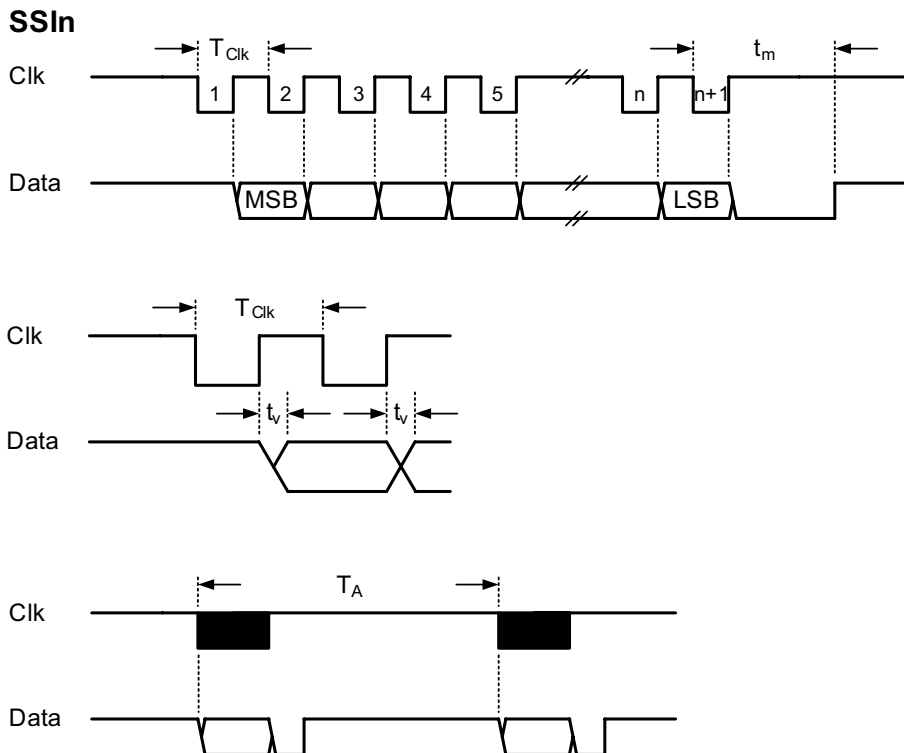 SSIn
T_Clk t_m
Clk 1 2 3 4 5 n n+1
Data MSB LSB
T_Clk
Clk
t_v t_v
Data
T_A
Clk
Data